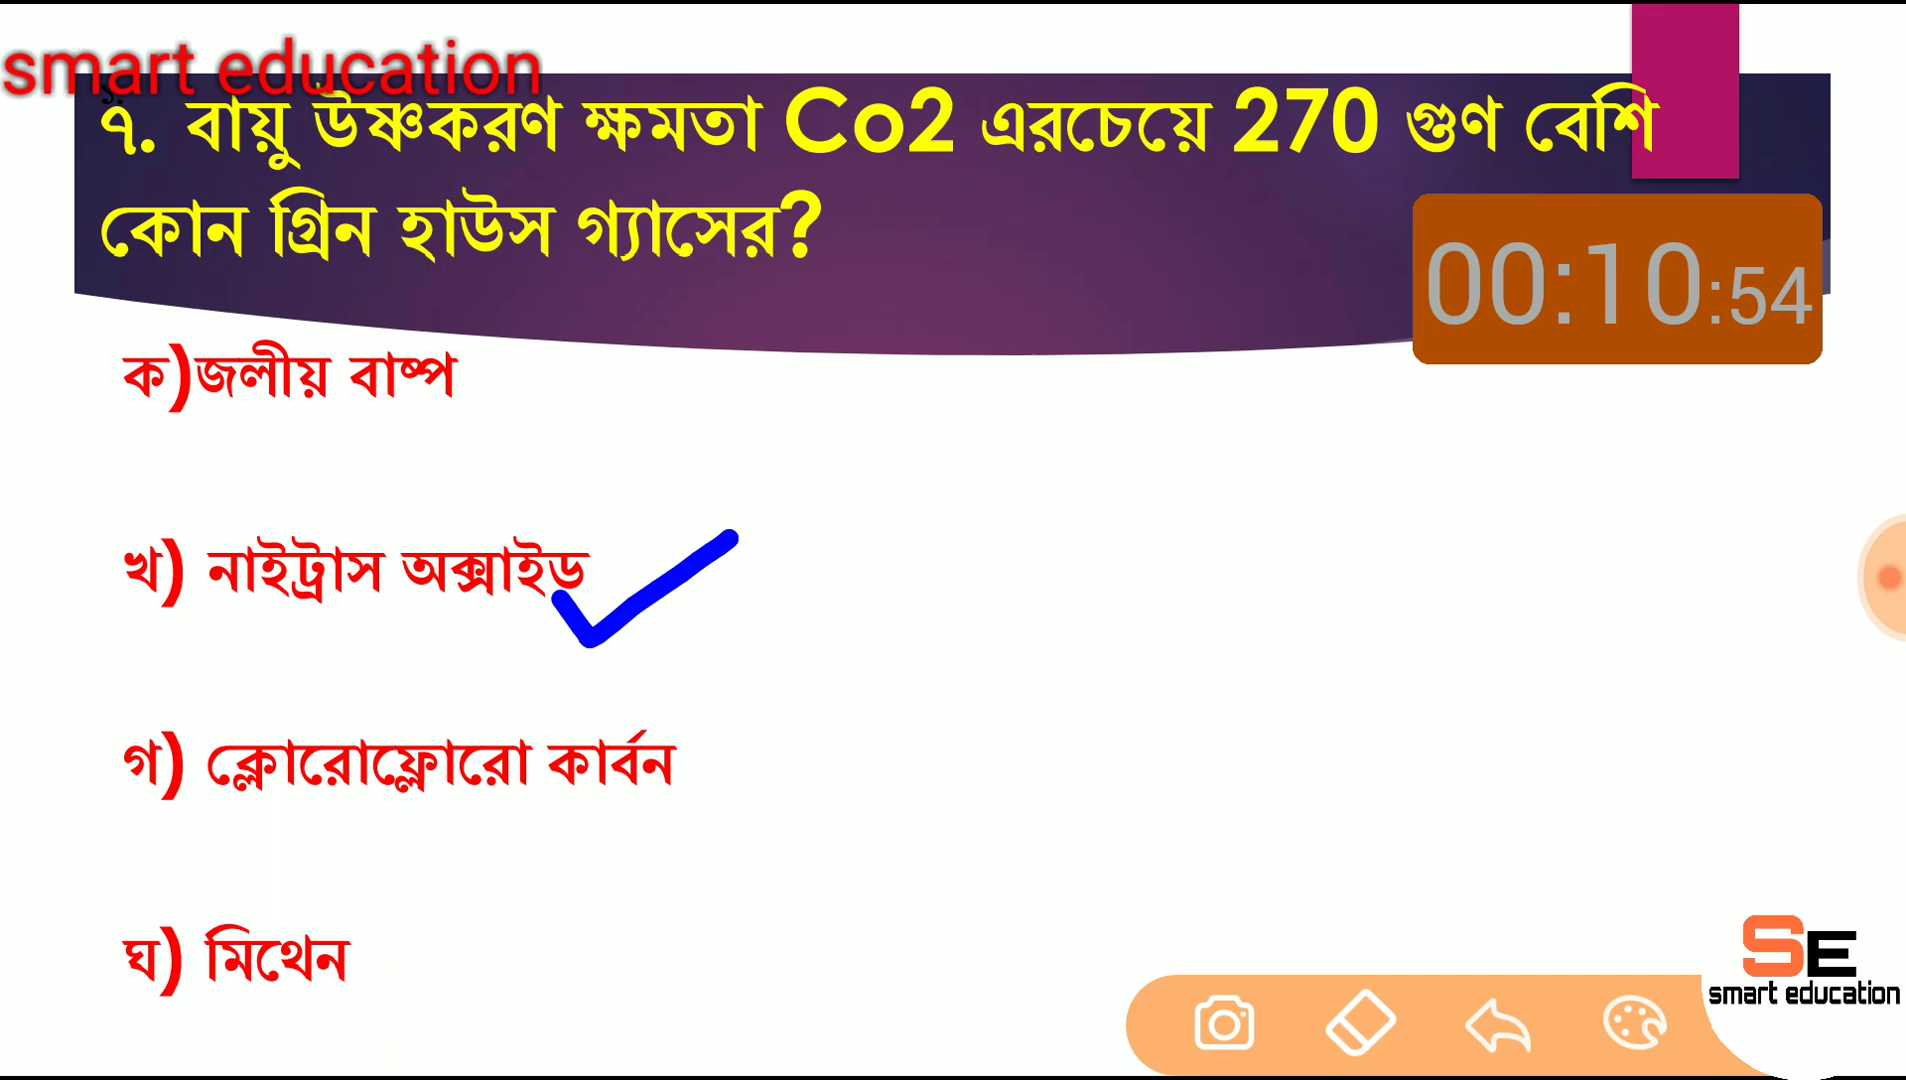 smart education
৭. বায়ু উষ্ণকরণ ক্ষমতা Co2 এরচেয়ে 270 গুণ বেশি
কোন গ্রিন হাউস গ্যাসের?
00:10:54
ক)জলীয় বাষ্প
খ) নাইট্রাস অক্সাইড
গ) ক্লোরোফ্লোরো কার্বন
ঘ) মিথেন
SE
smart education